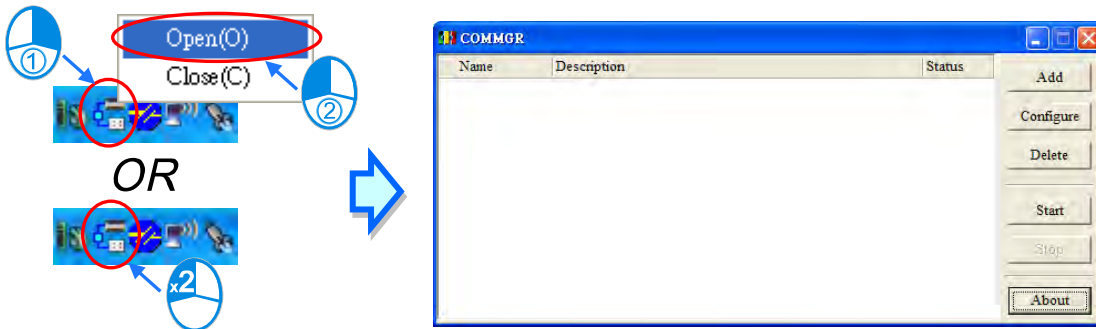 ①
Open(O)
Close(C)
②
OR
x2
COMMGR
Name Description Status
Add
Configure
Delete
Start
Stop
About